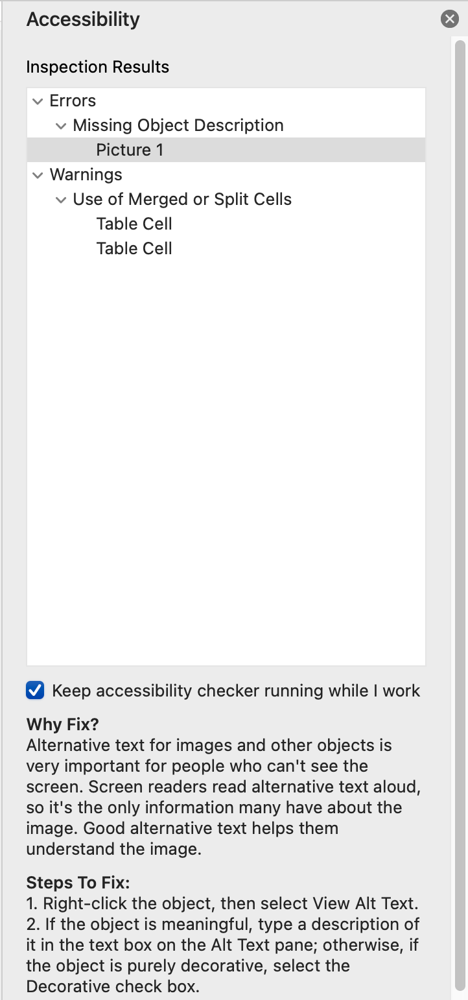 Accessibility
Inspection Results
Errors
Missing Object Description
Picture 1
Warnings
Use of Merged or Split Cells
Table Cell
Table Cell
Keep accessibility checker running while I work
Why Fix?
Alternative text for images and other objects is
very important for people who can't see the
screen. Screen readers read alternative text aloud,
so it's the only information many have about the
image. Good alternative text helps them
understand the image.
Steps To Fix:
1. Right-click the object, then select View Alt Text.
2. If the object is meaningful, type a description of
it in the text box on the Alt Text pane; otherwise, if
the object is purely decorative, select the
Decorative check box.